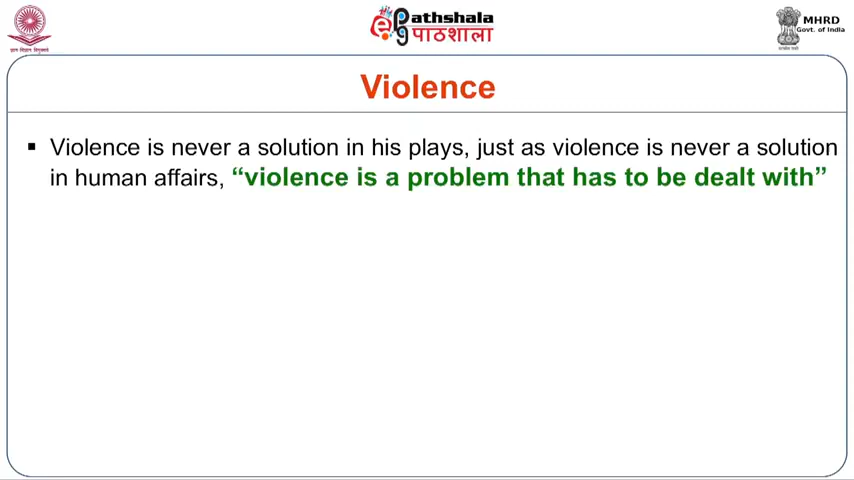 ePathshala
पाठशाला
MHRD
Govt. of India
Violence
▪ Violence is never a solution in his plays, just as violence is never a solution
in human affairs, “violence is a problem that has to be dealt with”